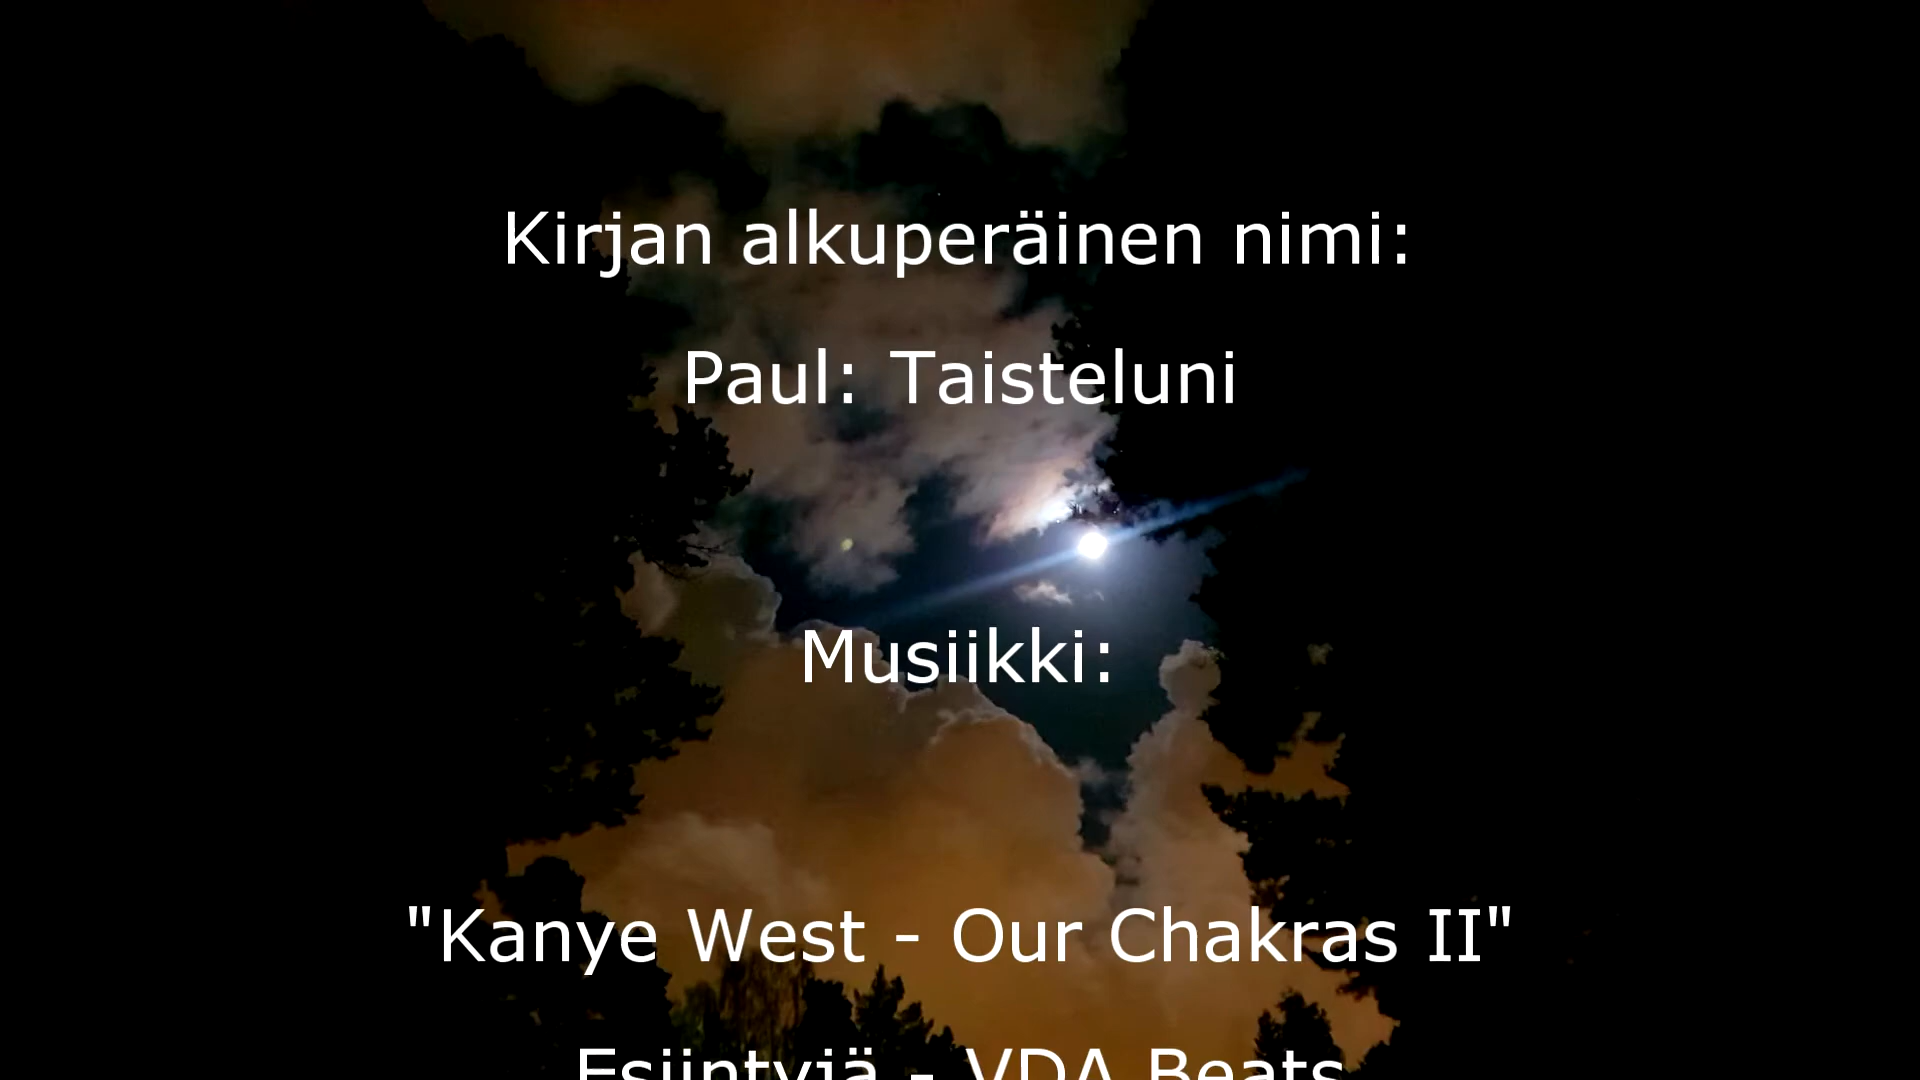 Kirjan alkuperäinen nimi:
Paul: Taisteluni
Musiikki:
"Kanye West - Our Chakras II"
Esiintyjä - VDA Beats